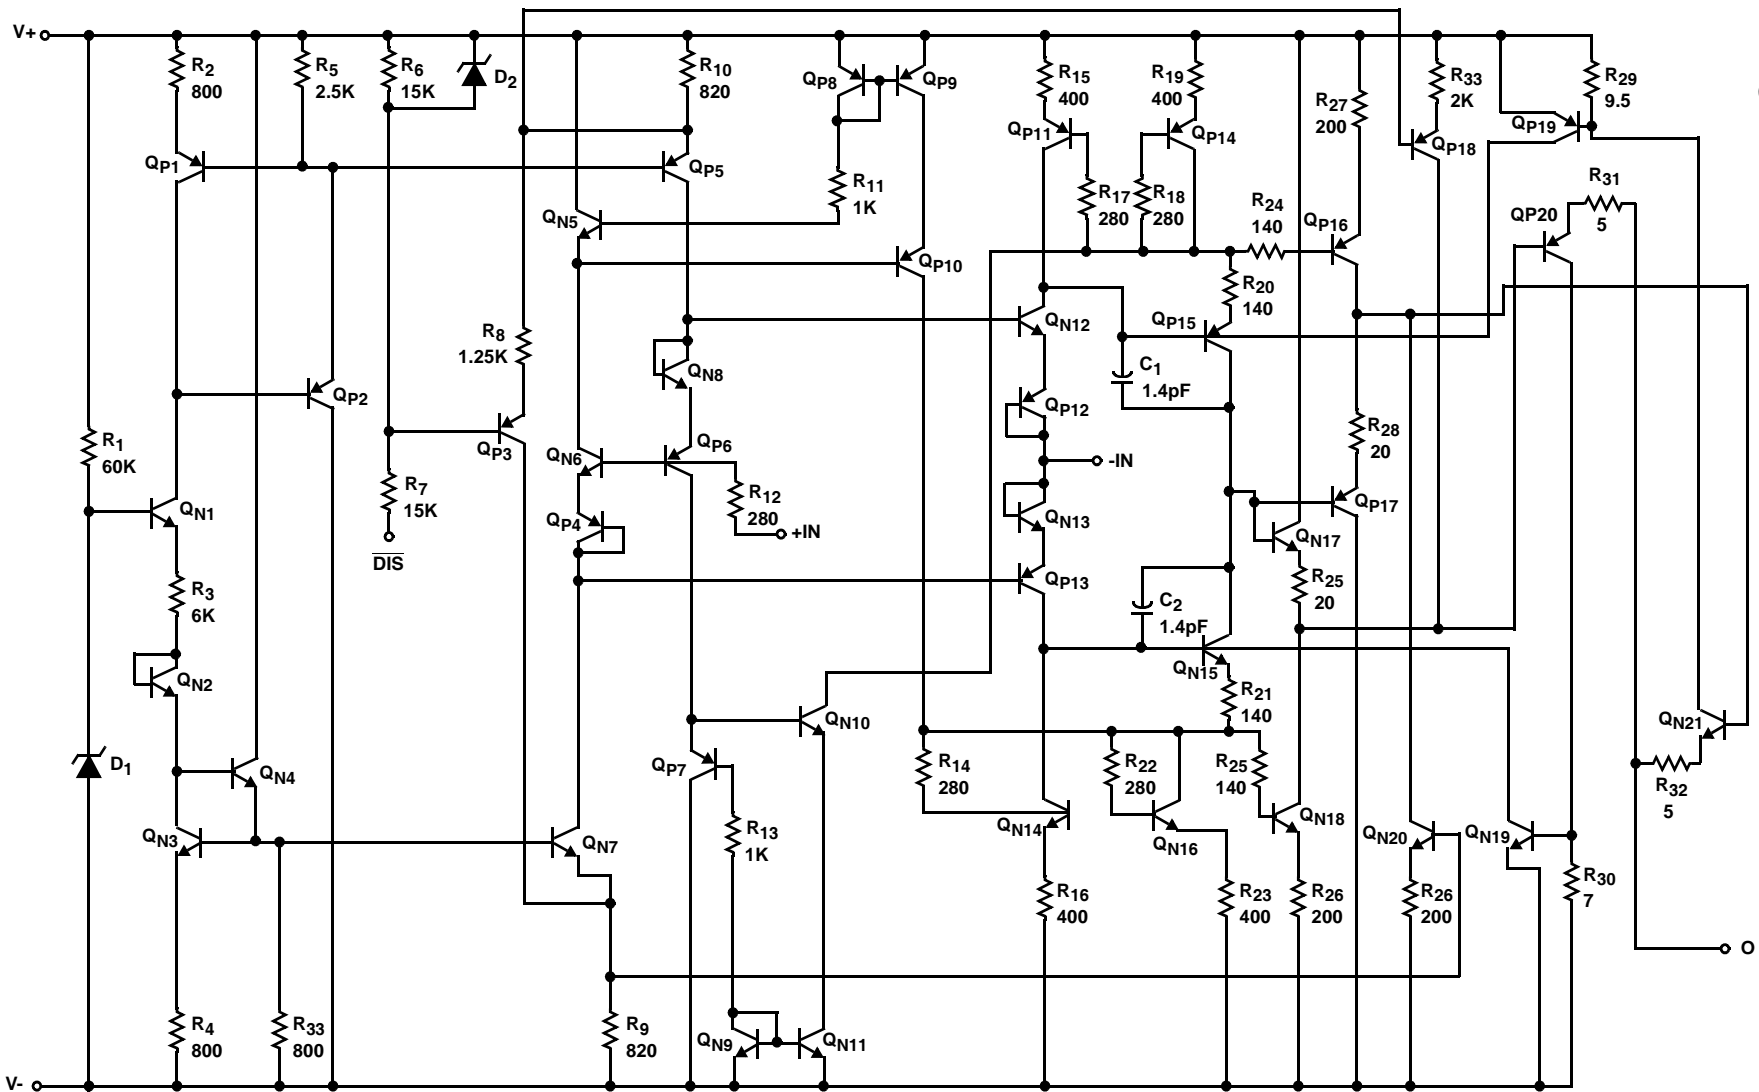 V+
R2
800
R5
2.5K
R6
15K
D2
R10
820
QP8
QP9
R15
400
R19
400
R27
200
R33
2K
R29
9.5
QP1
QP5
QP11
QP14
QP18
QP19
R11
1K
R17
280
R18
280
R24
140
R31
5
QN5
QP16
QP20
QP10
R20
140
R8
1.25K
QN12
QP15
QN8
C1
1.4pF
QP2
QP12
R1
60K
QP3
QN6
QP6
-IN
R28
20
R7
15K
R12
280
+IN
QN1
QP4
QN13
QP17
QN17
DIS
R3
6K
QP13
R25
20
C2
1.4pF
QN2
QN15
R21
140
QN10
QN21
D1
QN4
QP7
R14
280
R22
280
R25
140
R32
5
QN3
QN7
R13
1K
QN14
QN16
QN18
QN20
QN19
R16
400
R23
400
R26
200
R26
200
R30
7
O
R4
800
R33
800
R9
820
QN9
QN11
V-